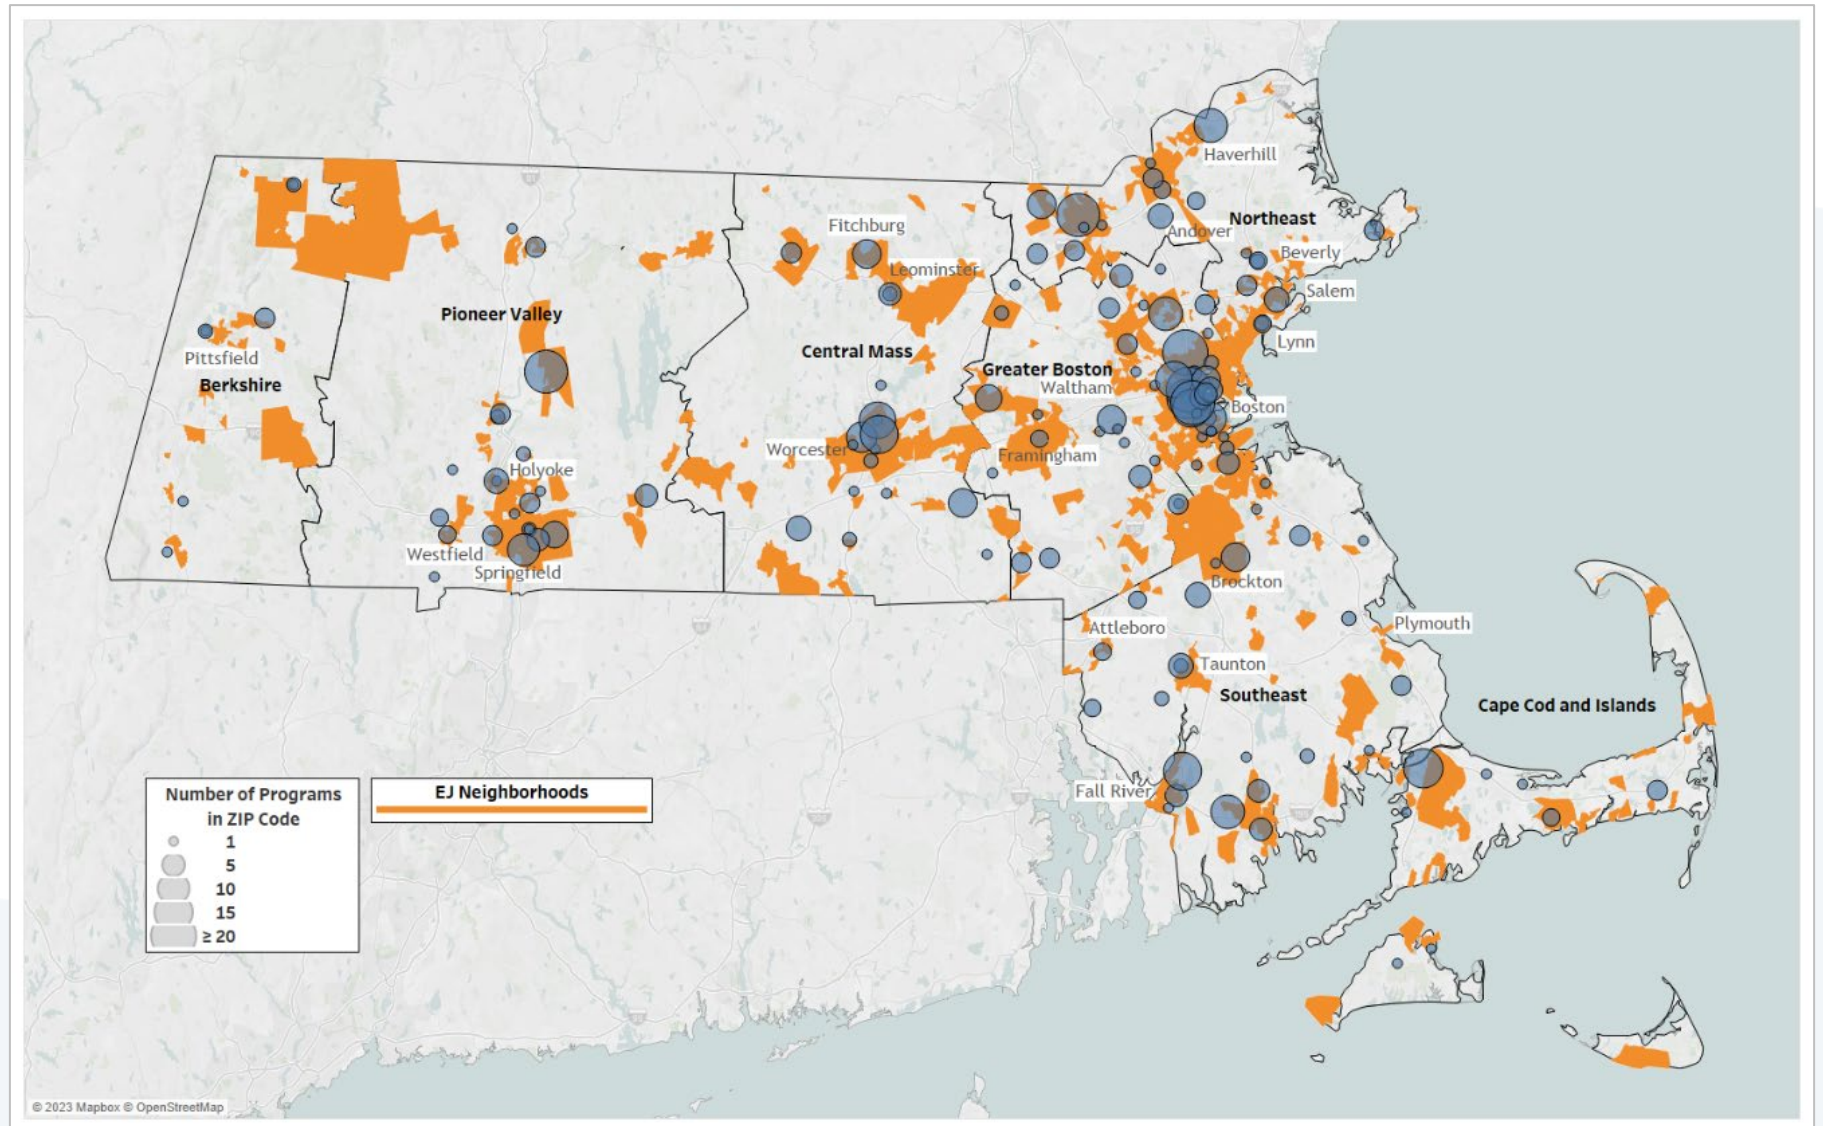 Haverhill
Northeast
Andover
Fitchburg
Beverly
Leominster
Salem
Pioneer Valley
Lynn
Central Mass
Pittsfield
Greater Boston
Berkshire
Waltham
Boston
Worcester
Framingham
Holyoke
Westfield
Springfield
Brockton
Attleboro
Plymouth
Taunton
Southeast
Cape Cod and Islands
Fall River
Number of Programs
in ZIP Code
1
5
10
15
≥ 20
EJ Neighborhoods
© 2023 Mapbox © OpenStreetMap